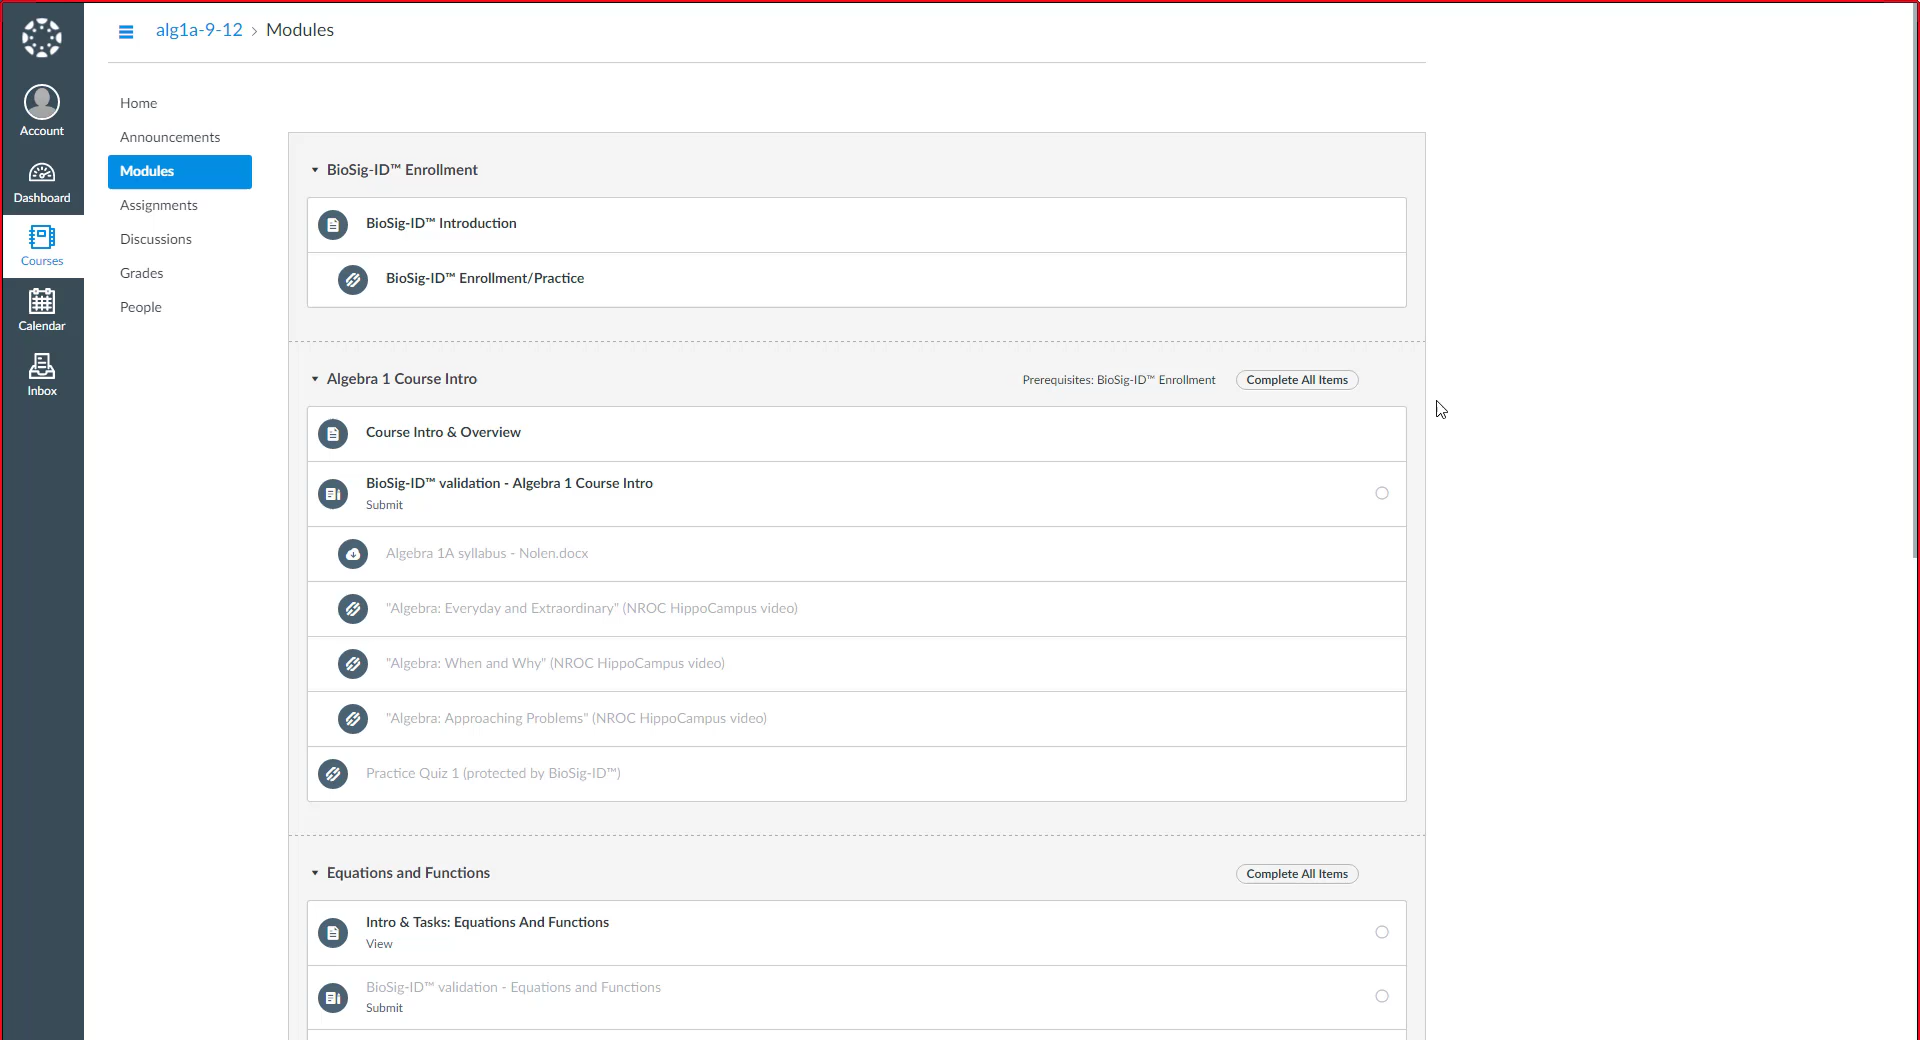 alg1a-9-12 › Modules
Account
Dashboard
Courses
Calendar
Inbox
Home
Announcements
Modules
Assignments
Discussions
Grades
People
BioSig-ID™ Enrollment
BioSig-ID™ Introduction
BioSig-ID™ Enrollment/Practice
Algebra 1 Course Intro
Prerequisites: BioSig-ID™ Enrollment
Complete All Items
Course Intro & Overview
BioSig-ID™ validation - Algebra 1 Course Intro
Submit
Algebra 1A syllabus - Nolen.docx
"Algebra: Everyday and Extraordinary" (NROC HippoCampus video)
"Algebra: When and Why" (NROC HippoCampus video)
"Algebra: Approaching Problems" (NROC HippoCampus video)
Practice Quiz 1 (protected by BioSig-ID™)
Equations and Functions
Complete All Items
Intro & Tasks: Equations And Functions
View
BioSig-ID™ validation - Equations and Functions
Submit